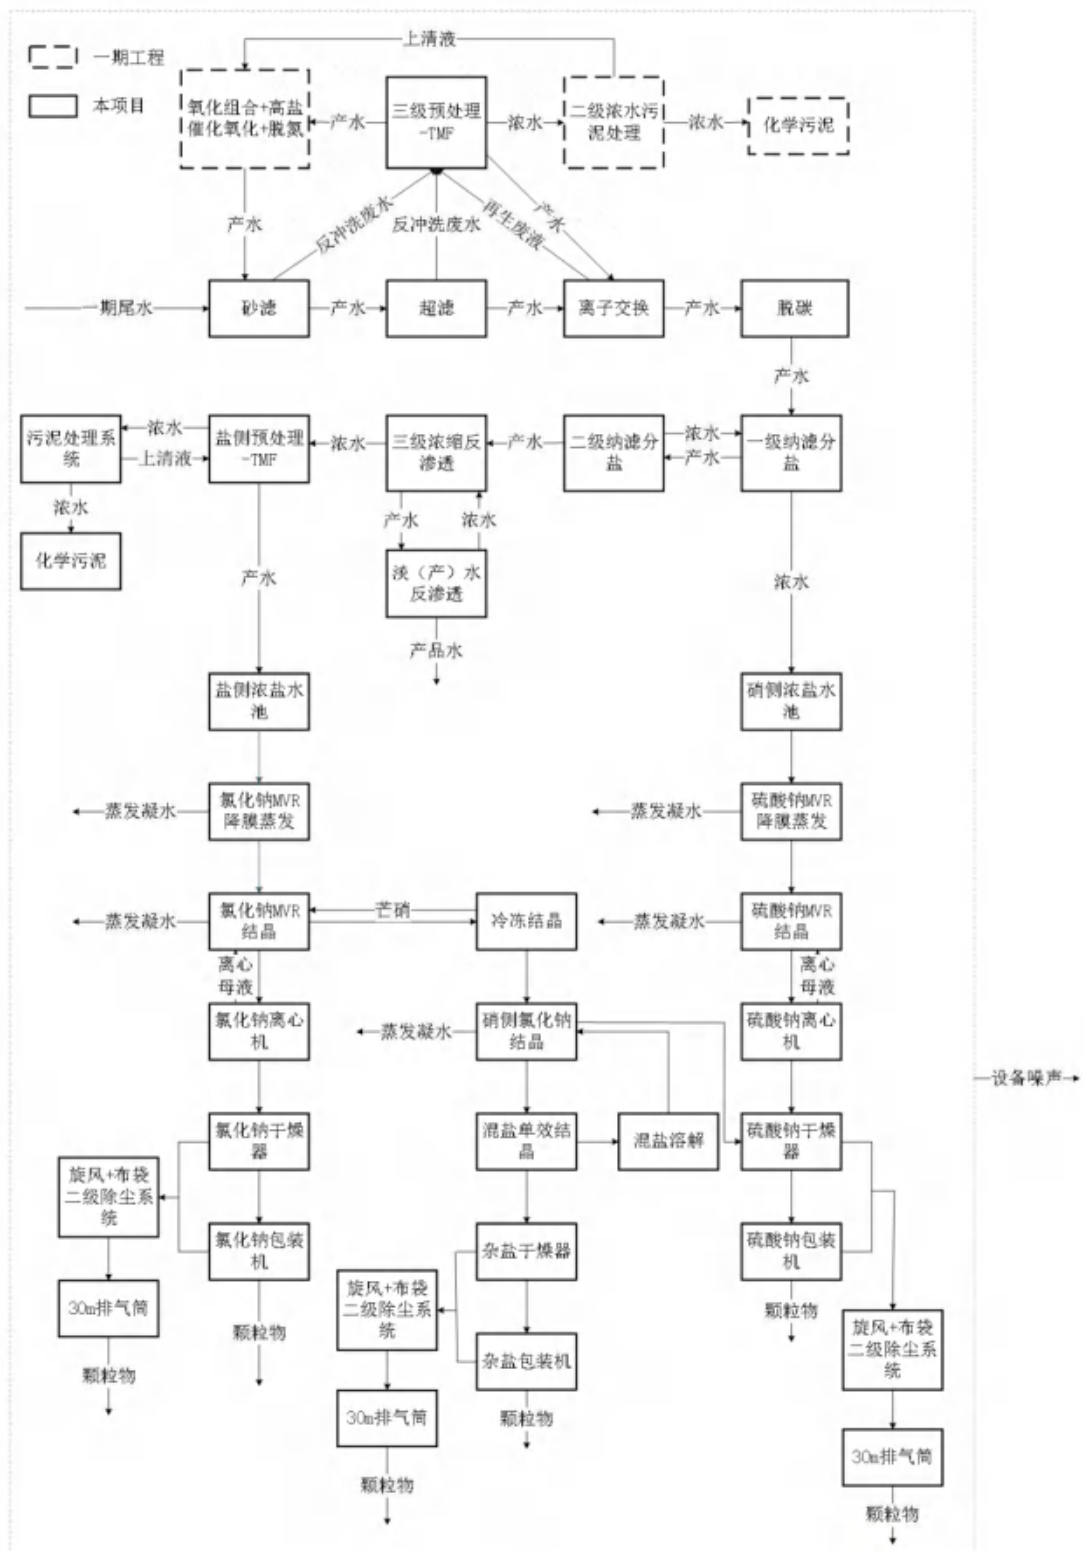 上清液
一期工程
本项目
氧化组合+高盐
催化氧化+脱氮
产水
三级预处理
-TMF
浓水
二级浓水污
泥处理
浓水
化学污泥
产水
反冲洗废水
反冲洗废水
再生废液
产水
一期尾水
砂滤
产水
超滤
产水
离子交换
产水
脱碳
产水
污泥处理系
统
浓水
上清液
盐侧预处理
-TMF
浓水
三级浓缩反
渗透
产水
二级纳滤分
盐
浓水
产水
一级纳滤分
盐
浓水
化学污泥
产水
产水
浓水
淡（产）水
反渗透
产品水
浓水
盐侧浓盐水
池
硝侧浓盐水
池
蒸发凝水
氯化钠MVR
降膜蒸发
蒸发凝水
硫酸钠MVR
降膜蒸发
蒸发凝水
氯化钠MVR
结晶
芒硝
冷冻结晶
蒸发凝水
硫酸钠MVR
结晶
离心
母液
离心
母液
氯化钠离心
机
蒸发凝水
硝侧氯化钠
结晶
硫酸钠离心
机
设备噪声
氯化钠干燥
器
混盐单效结
晶
混盐溶解
硫酸钠干燥
器
旋风+布袋
二级除尘系
统
氯化钠包装
机
杂盐干燥器
硫酸钠包装
机
30m排气筒
颗粒物
旋风+布袋
二级除尘系
统
杂盐包装机
颗粒物
旋风+布袋
二级除尘系
统
颗粒物
30m排气筒
颗粒物
30m排气筒
颗粒物
颗粒物